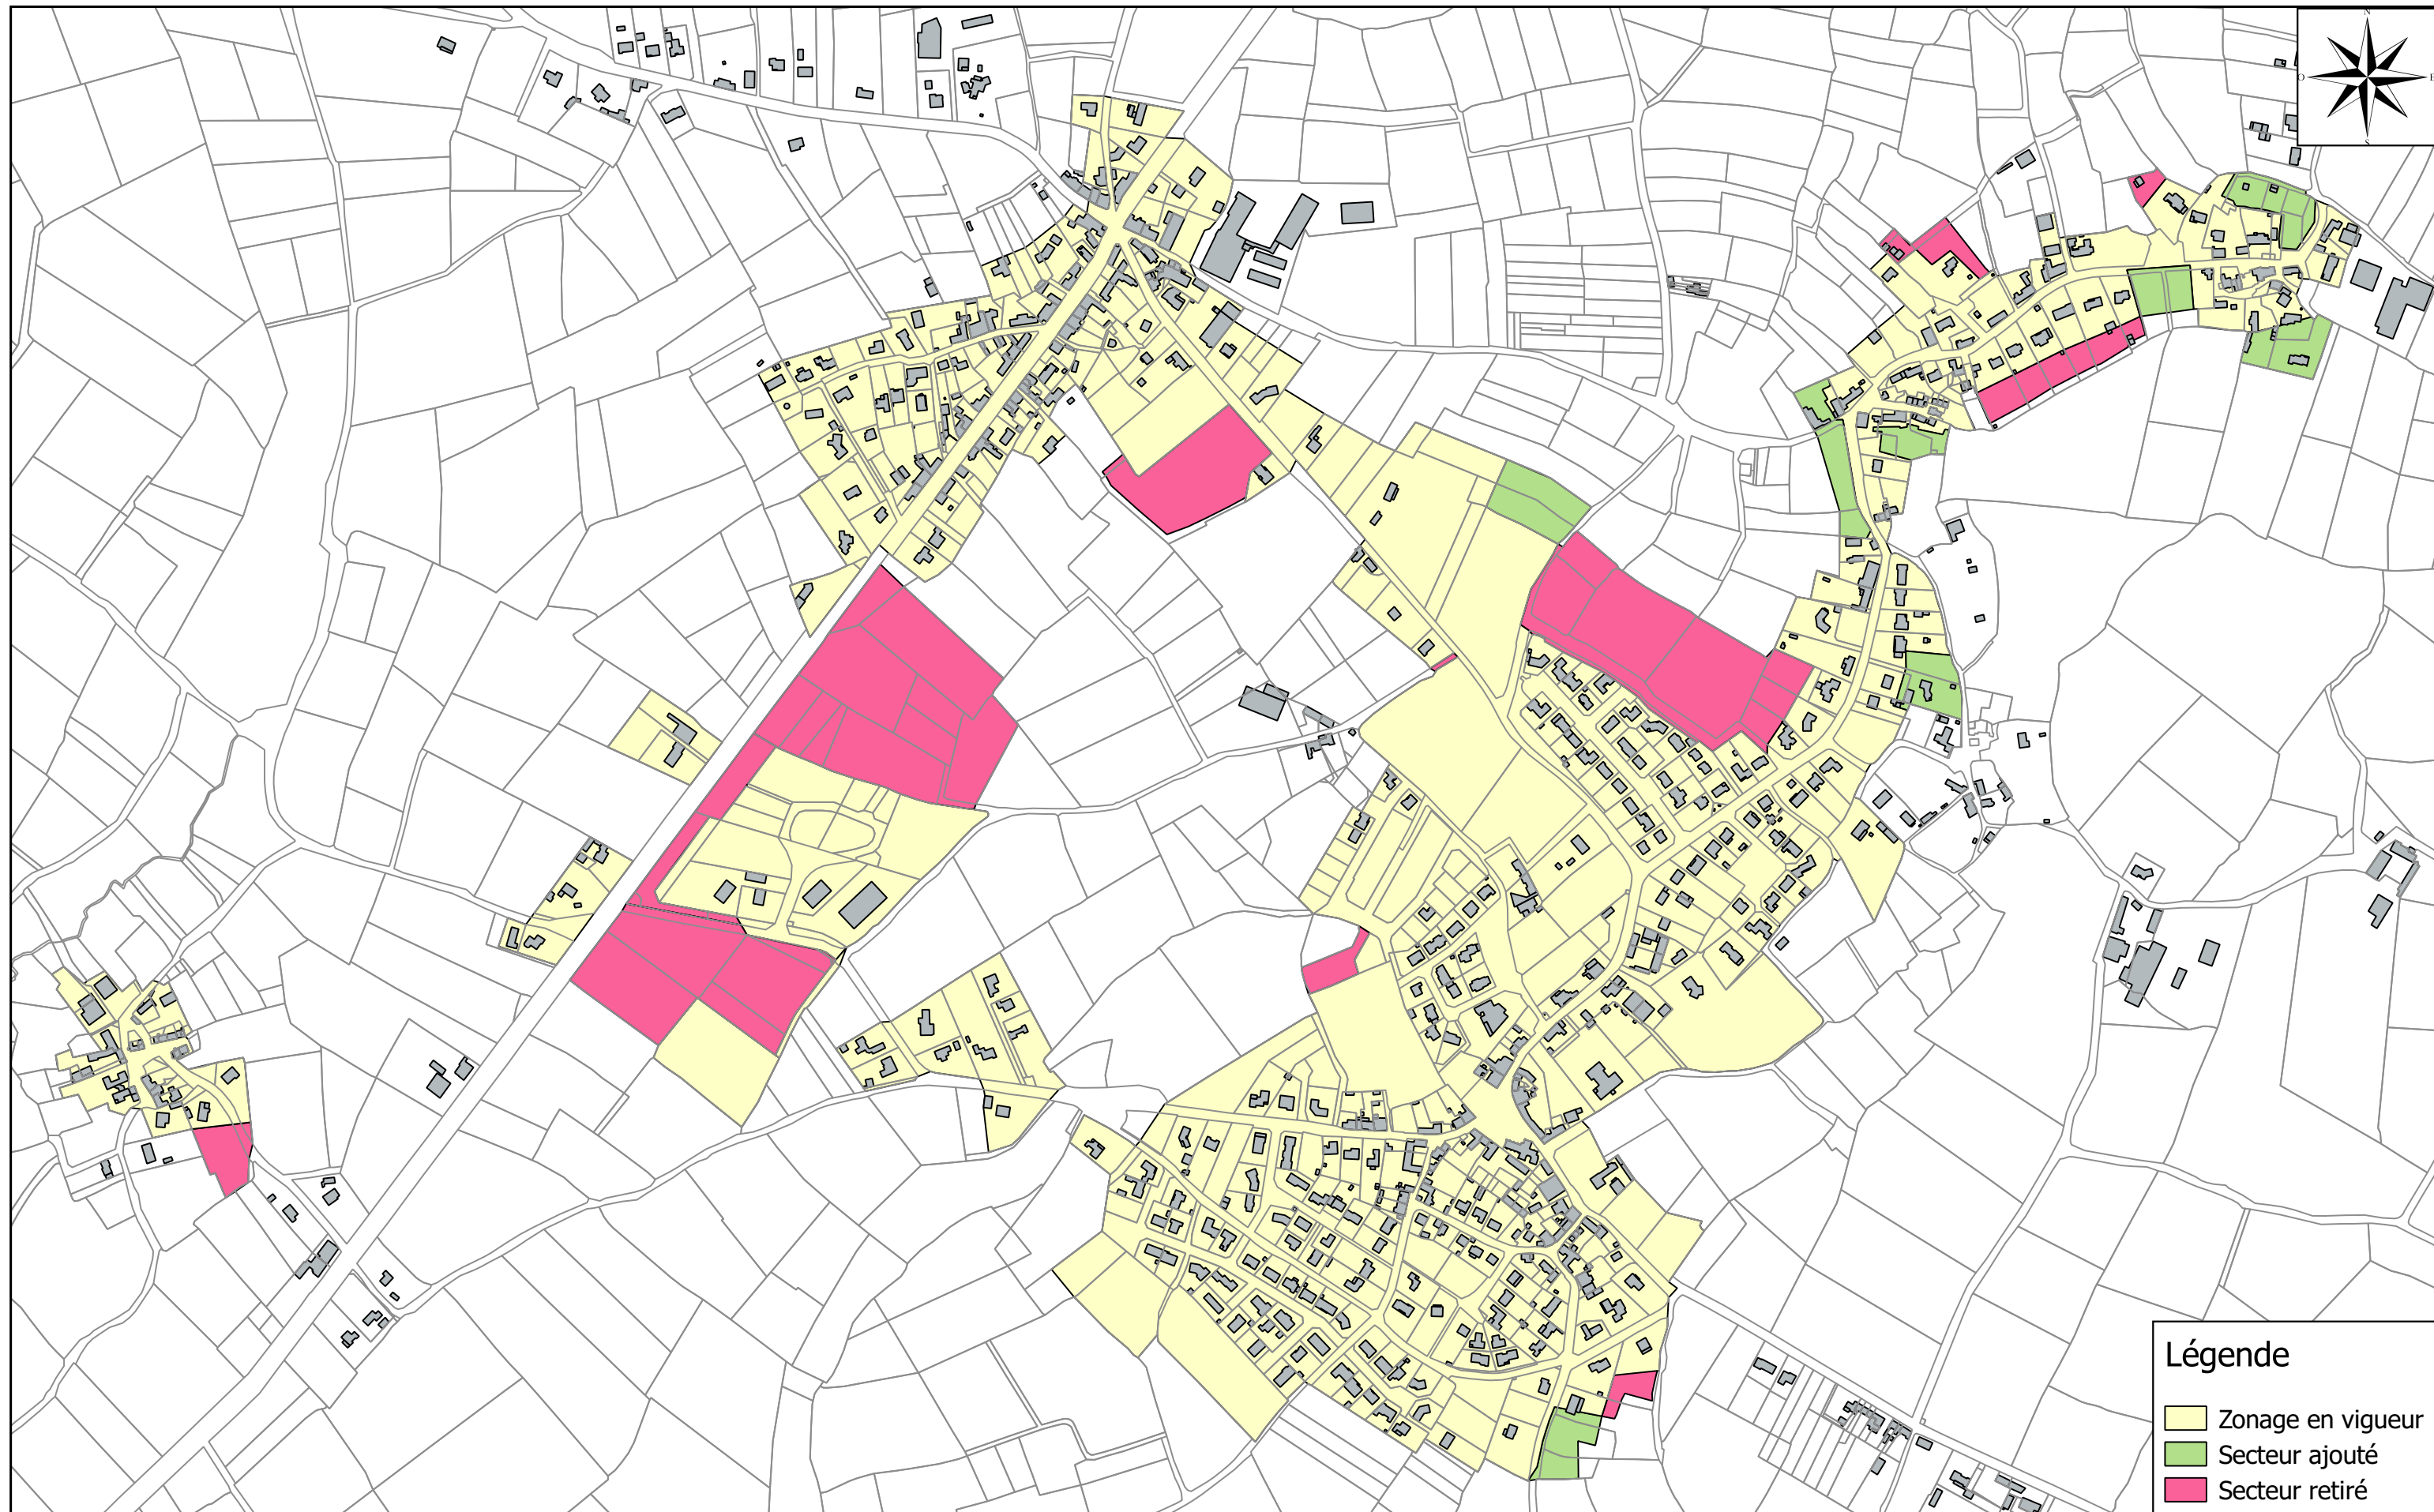 N
O
E
S
Légende
Zonage en vigueur
Secteur ajouté
Secteur retiré